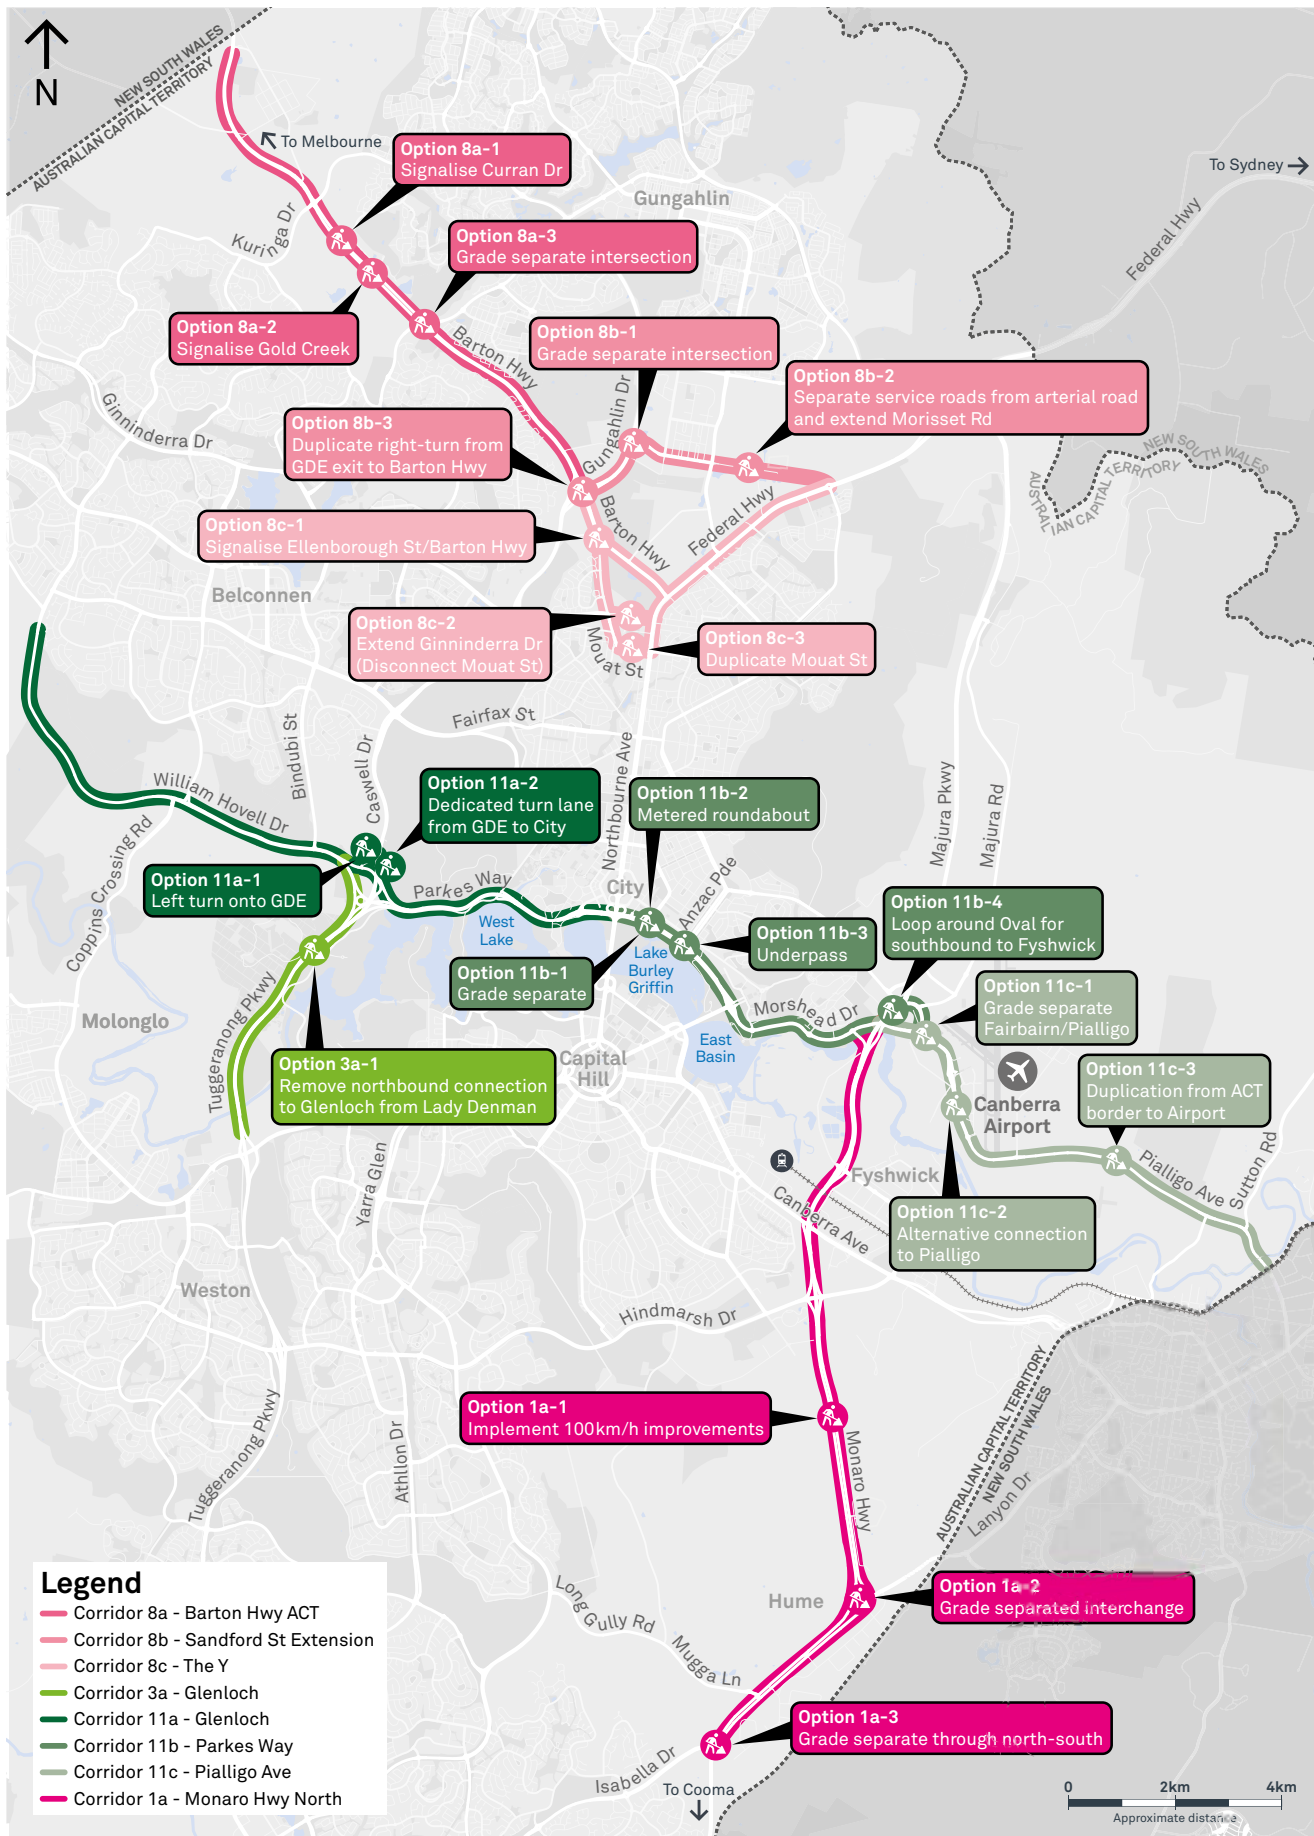 N
NEW SOUTH WALES
AUSTRALIAN CAPITAL TERRITORY
To Melbourne
Option 8a-1
Signalise Curran Dr
To Sydney
Gungahlin
Federal Hwy
Kuringa Dr
Option 8a-3
Grade separate intersection
Option 8a-2
Signalise Gold Creek
Barton Hwy
Option 8b-1
Grade separate intersection
Option 8b-2
Separate service roads from arterial road
and extend Morisset Rd
Ginninderra Dr
Gungahlin Dr
Option 8b-3
Duplicate right-turn from
GDE exit to Barton Hwy
NEW SOUTH WALES
AUSTRALIAN CAPITAL TERRITORY
Barton Hwy
Federal Hwy
Option 8c-1
Signalise Ellenborough St/Barton Hwy
Belconnen
Option 8c-2
Extend Ginninderra Dr
(Disconnect Mouat St)
Mouat St
Option 8c-3
Duplicate Mouat St
Fairfax St
Bindubi St
Caswell Dr
Northbourne Ave
William Hovell Dr
Option 11a-2
Dedicated turn lane
from GDE to City
Option 11b-2
Metered roundabout
Majura Pkwy
Majura Rd
Coppins Crossing Rd
Option 11a-1
Left turn onto GDE
Parkes Way
City
Anzac Pde
West
Lake
Option 11b-4
Loop around Oval for
southbound to Fyshwick
Option 11b-3
Underpass
Option 11b-1
Grade separate
Lake
Burley
Griffin
Option 11c-1
Grade separate
Fairbairn/Pialligo
Molonglo
Tuggeranong Pkwy
Morshead Dr
East
Basin
Option 3a-1
Remove northbound connection
to Glenloch from Lady Denman
Capital
Hill
Option 11c-3
Duplication from ACT
border to Airport
Canberra
Airport
Yarra Glen
Fyshwick
Pialligo Ave
Sutton Rd
Canberra Ave
Option 11c-2
Alternative connection
to Pialligo
Weston
Hindmarsh Dr
AUSTRALIAN CAPITAL TERRITORY
NEW SOUTH WALES
Option 1a-1
Implement 100km/h improvements
Tuggeranong Pkwy
Athllon Dr
Monaro Hwy
Lanyon Dr
Long Gully Rd
Hume
Option 1a-2
Grade separated interchange
Mugga Ln
Option 1a-3
Grade separate through north-south
Isabella Dr
To Cooma
Legend
Corridor 8a - Barton Hwy ACT
Corridor 8b - Sandford St Extension
Corridor 8c - The Y
Corridor 3a - Glenloch
Corridor 11a - Glenloch
Corridor 11b - Parkes Way
Corridor 11c - Pialligo Ave
Corridor 1a - Monaro Hwy North
0 2km 4km
Approximate distance